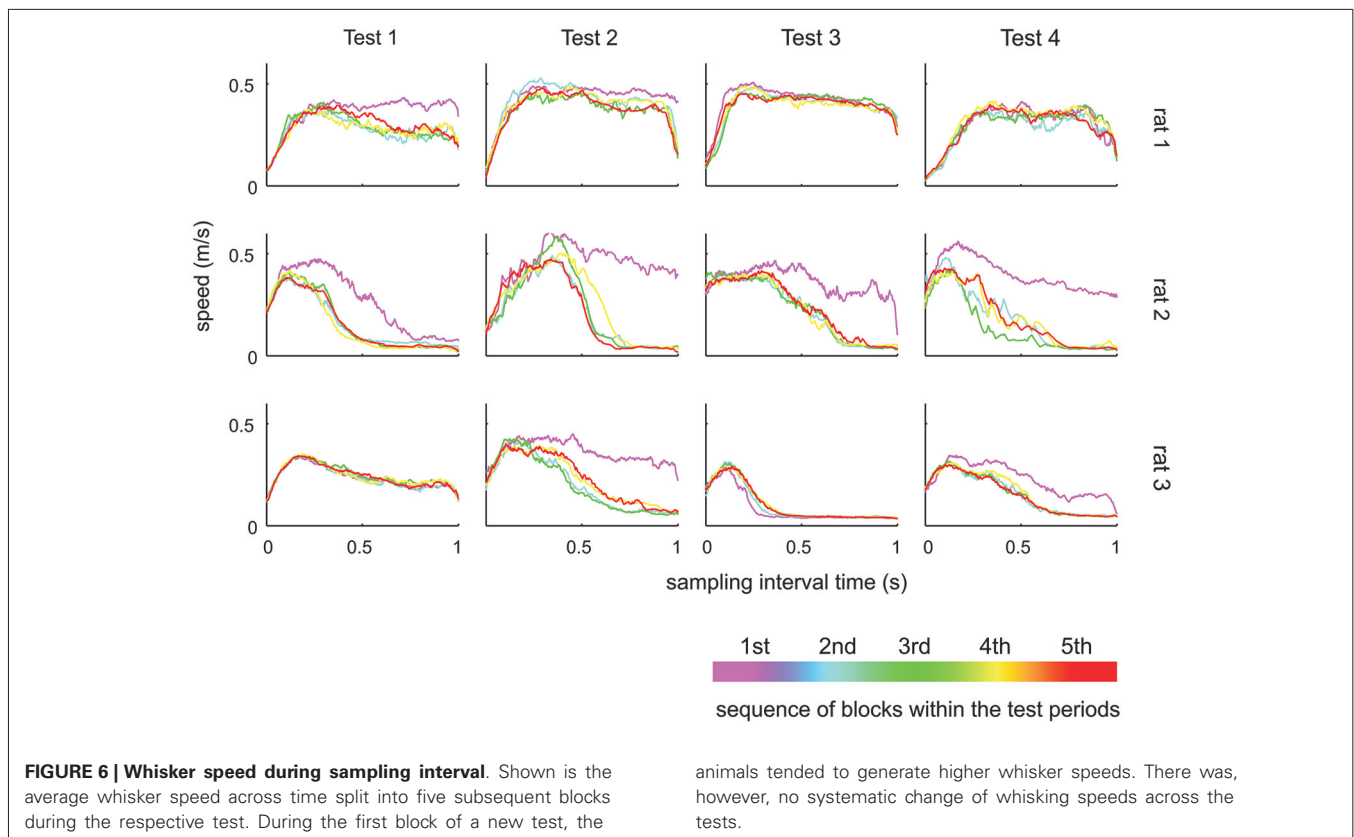 Test 1 Test 2 Test 3 Test 4
0.5
0
rat 1
speed (m/s)
0.5
0
rat 2
0.5
0
rat 3
0 0.5 1 0.5 1 0 0.5 1 0 0.5 1
sampling interval time (s)
1st 2nd 3rd 4th 5th
sequence of blocks within the test periods
FIGURE 6 | Whisker speed during sampling interval. Shown is the
average whisker speed across time split into five subsequent blocks
during the respective test. During the first block of a new test, the
animals tended to generate higher whisker speeds. There was,
however, no systematic change of whisking speeds across the
tests.